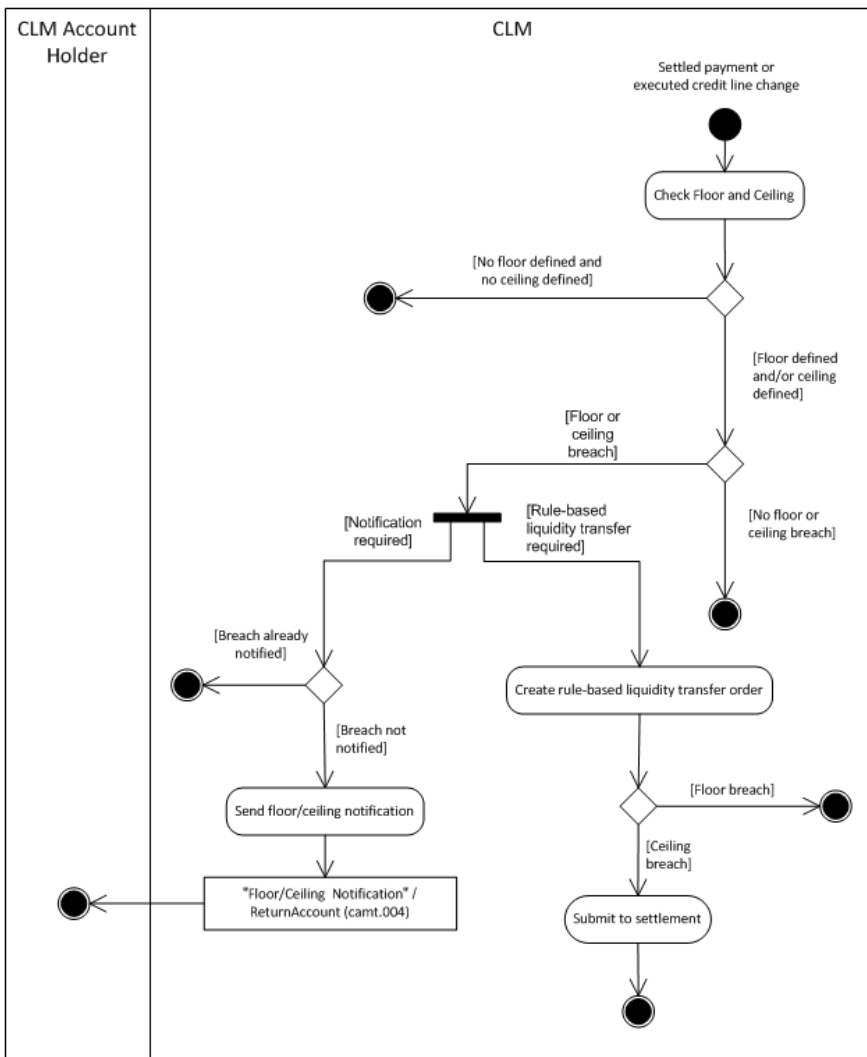 CLM Account
Holder
CLM
Settled payment or
executed credit line change
Check Floor and Ceiling
[No floor defined and
no ceiling defined]
[Floor defined
and/or ceiling
defined]
[Floor or
ceiling
breach]
[No floor or
ceiling breach]
[Notification
required]
[Rule-based
liquidity transfer
required]
[Breach already
notified]
Create rule-based liquidity transfer order
[Breach not
notified]
[Floor breach]
Send floor/ceiling notification
[Ceiling
breach]
"Floor/Ceiling Notification" /
ReturnAccount (camt.004)
Submit to settlement